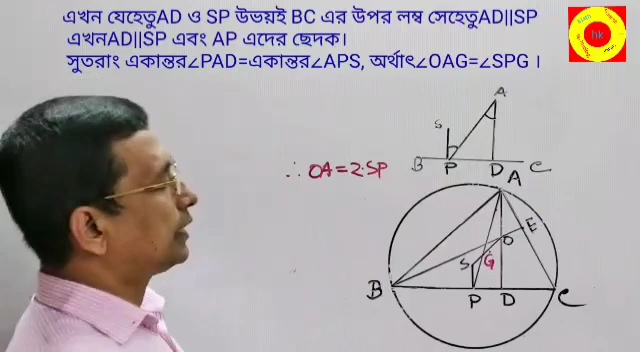 এখন যেহেতুAD ও SP উভয়ই BC এর উপর লম্ব সেহেতুAD||SP
এখনAD||SP এবং AP এদের ছেদক।
সুতরাং একান্তর∠PAD=একান্তর∠APS, অর্থাৎ∠OAG=∠SPG ।
hk
A
S
B P D C
∴ OA=2·SP
A
E
O
S G
B P D C